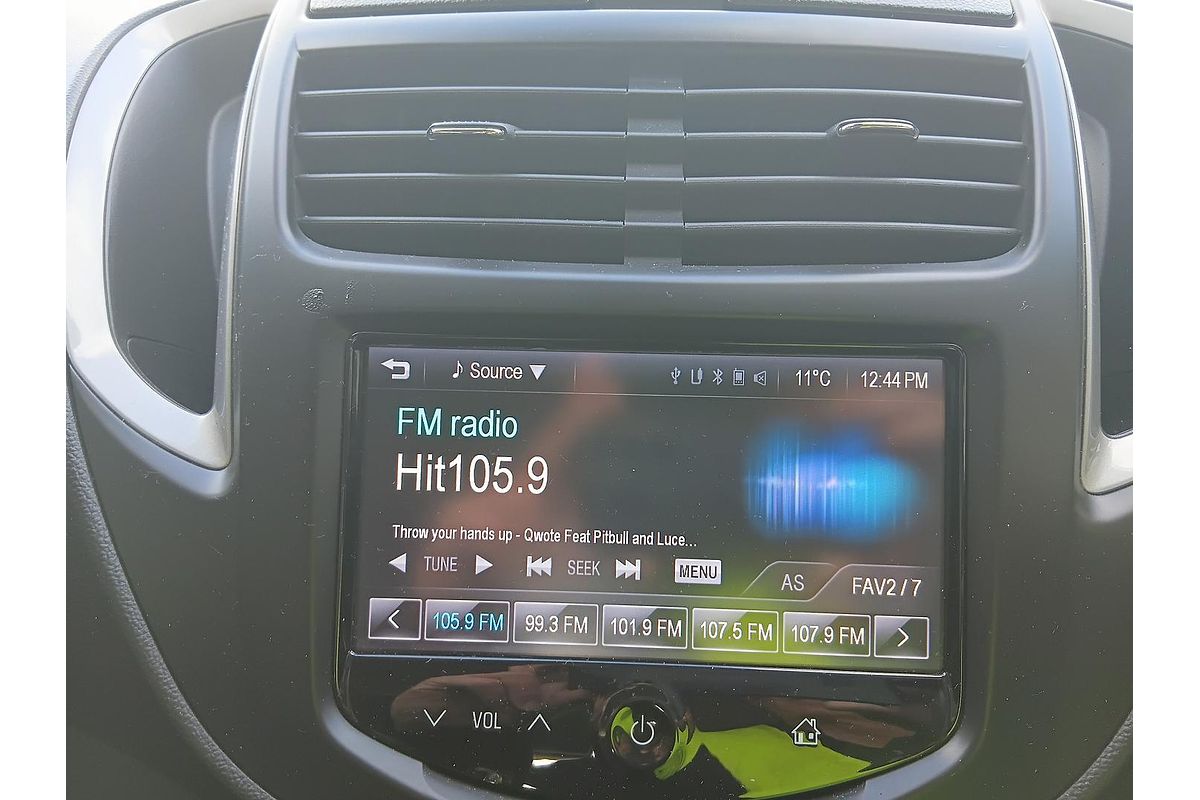 Source 11°C 12:44 PM
FM radio
Hit105.9
Throw your hands up - Qwote Feat Pitbull and Luce...
TUNE SEEK MENU AS FAV2 / 7
105.9 FM 99.3 FM 101.9 FM 107.5 FM 107.9 FM
VOL